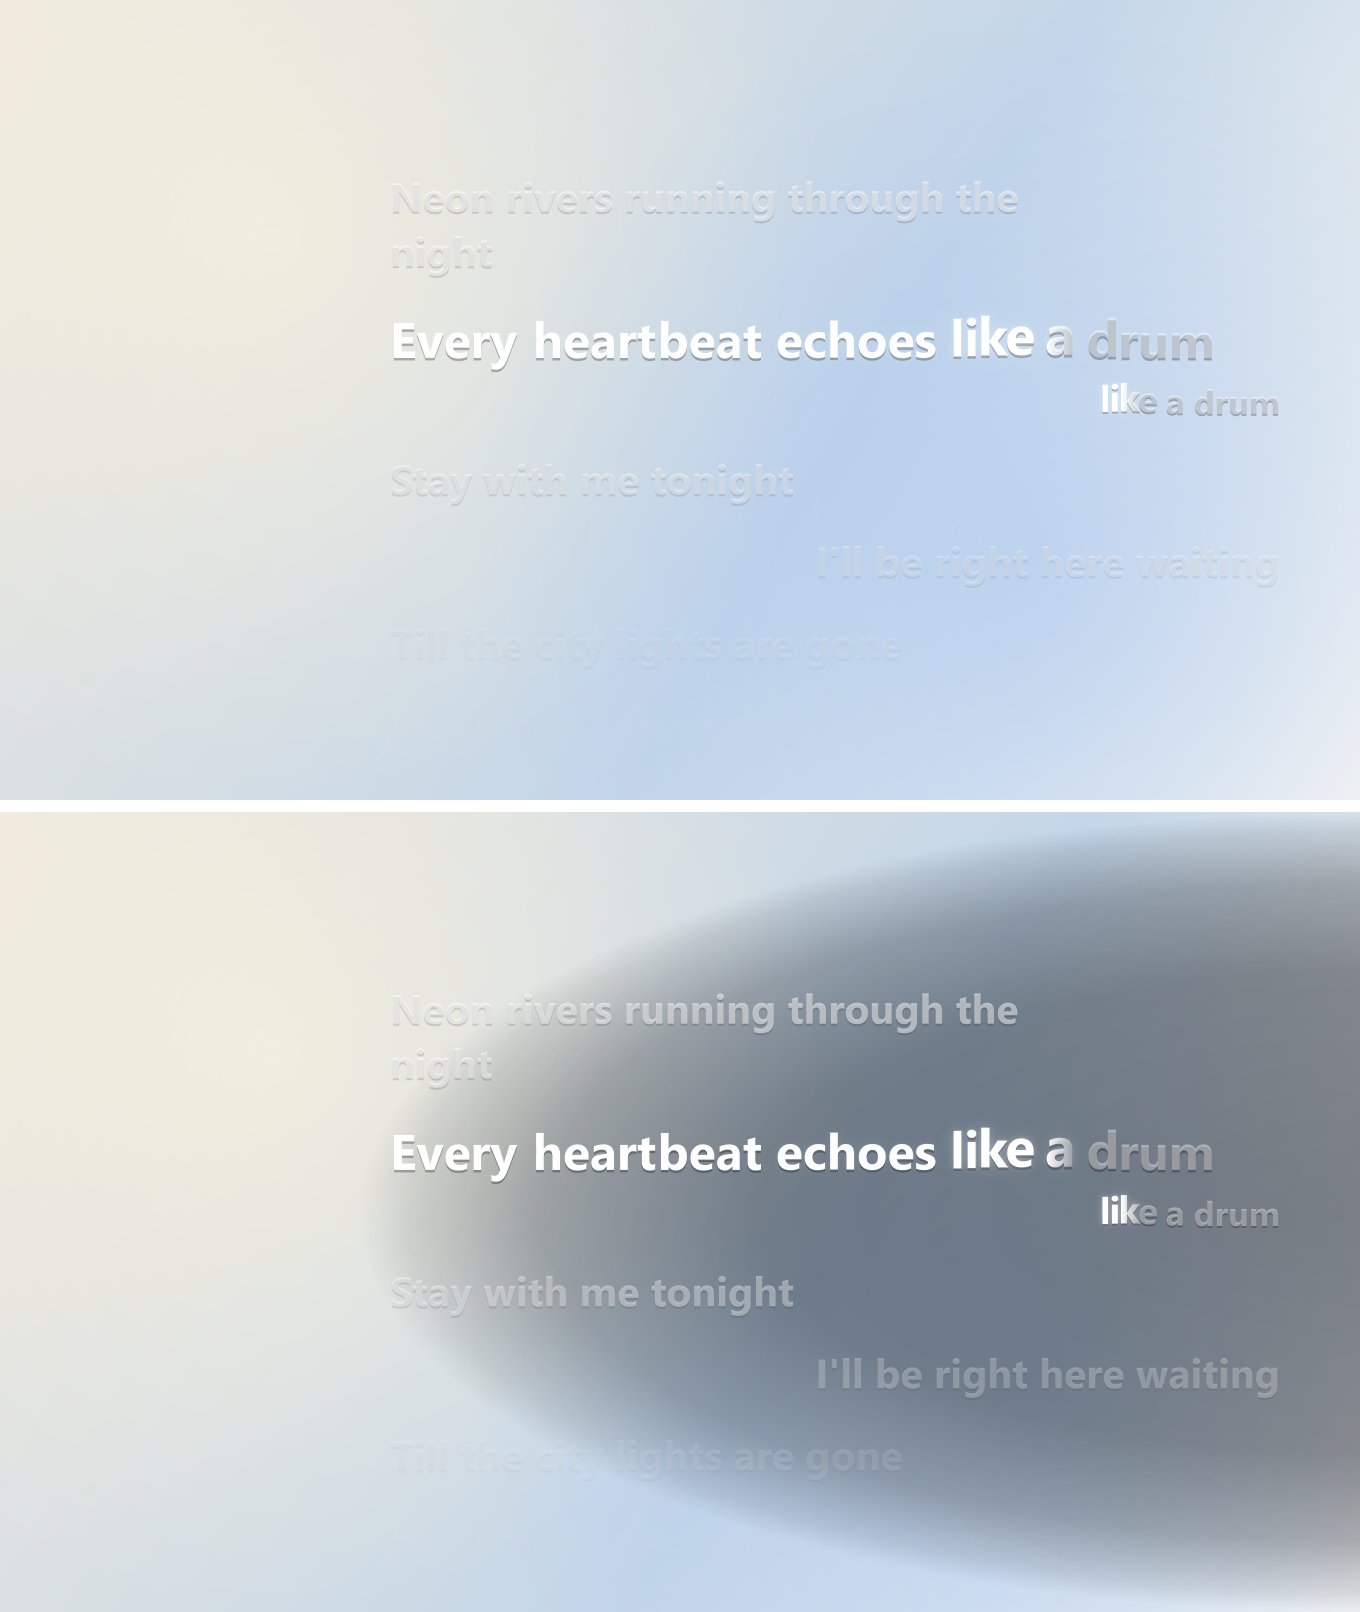 Neon rivers running through the
night
Every heartbeat echoes like a drum
like a drum
Stay with me tonight
I'll be right here waiting
Till the city lights are gone
Neon rivers running through the
night
Every heartbeat echoes like a drum
like a drum
Stay with me tonight
I'll be right here waiting
Till the city lights are gone